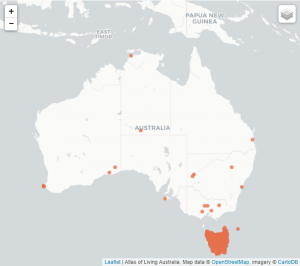 +
PAPUA NEW
GUINEA
EAST
TIMOR
−
AUSTRALIA
Leaflet | Atlas of Living Australia, Map data © OpenStreetMap, imagery © CartoDB